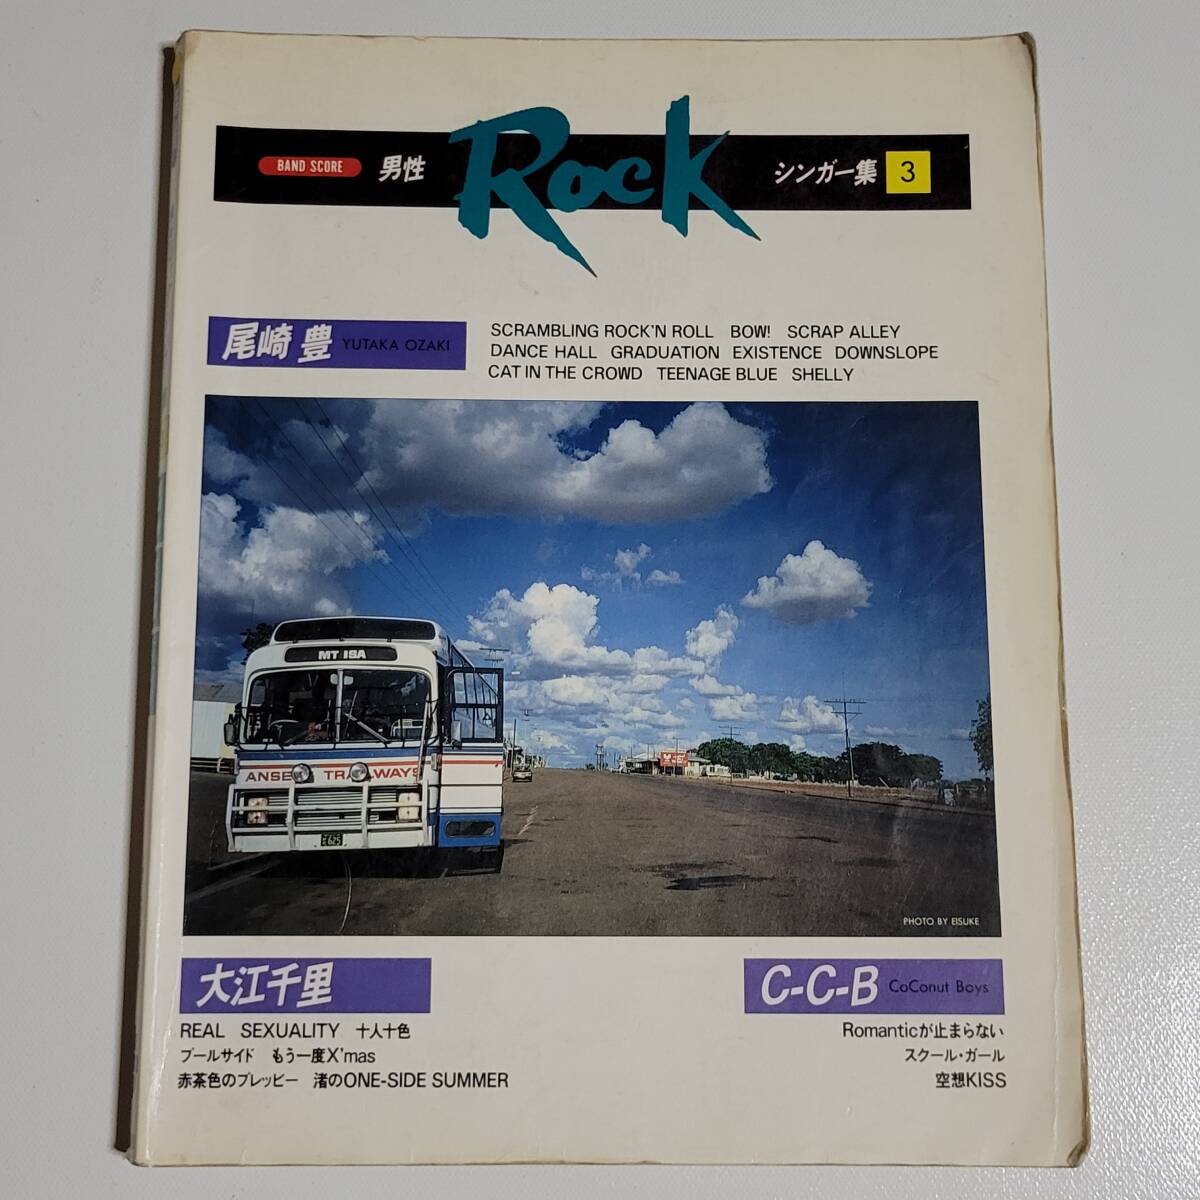 BAND SCORE 男性 Rock シンガー集 3
尾崎 豊 YUTAKA OZAKI
SCRAMBLING ROCK'N ROLL BOW! SCRAP ALLEY
DANCE HALL GRADUATION EXISTENCE DOWNSLOPE
CAT IN THE CROWD TEENAGE BLUE SHELLY
MT ISA
ANSETT TRAILWAYS
625
PHOTO BY EISUKE
大江千里
REAL SEXUALITY 十人十色
プールサイド もう一度X'mas
赤茶色のプレッピー 渚のONE-SIDE SUMMER
C-C-B CoConut Boys
Romanticが止まらない
スクール・ガール
空想KISS